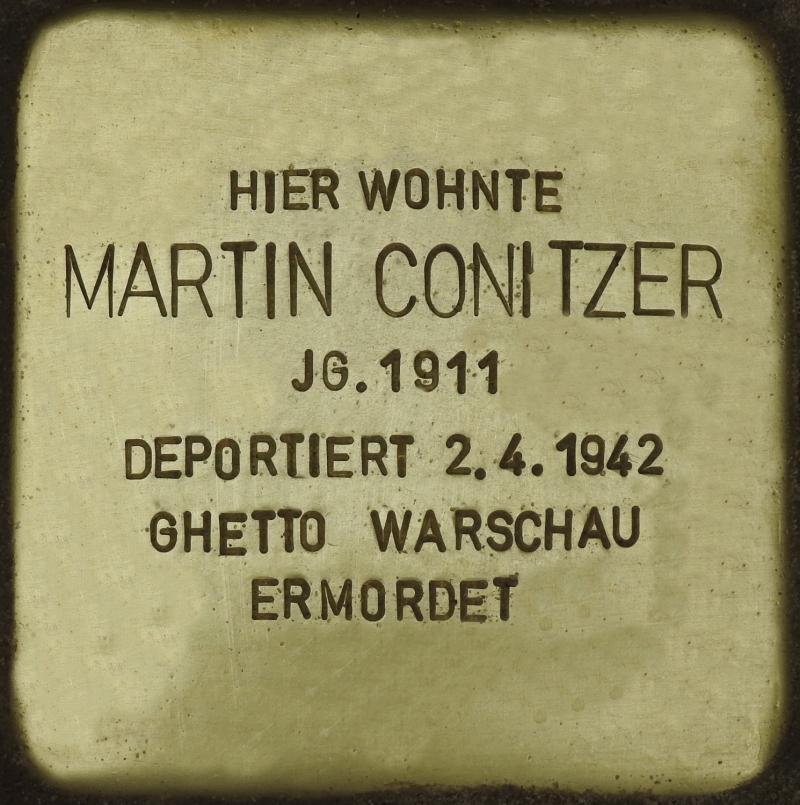 HIER WOHNTE
MARTIN CONITZER
JG. 1911
DEPORTIERT 2.4.1942
GHETTO WARSCHAU
ERMORDET